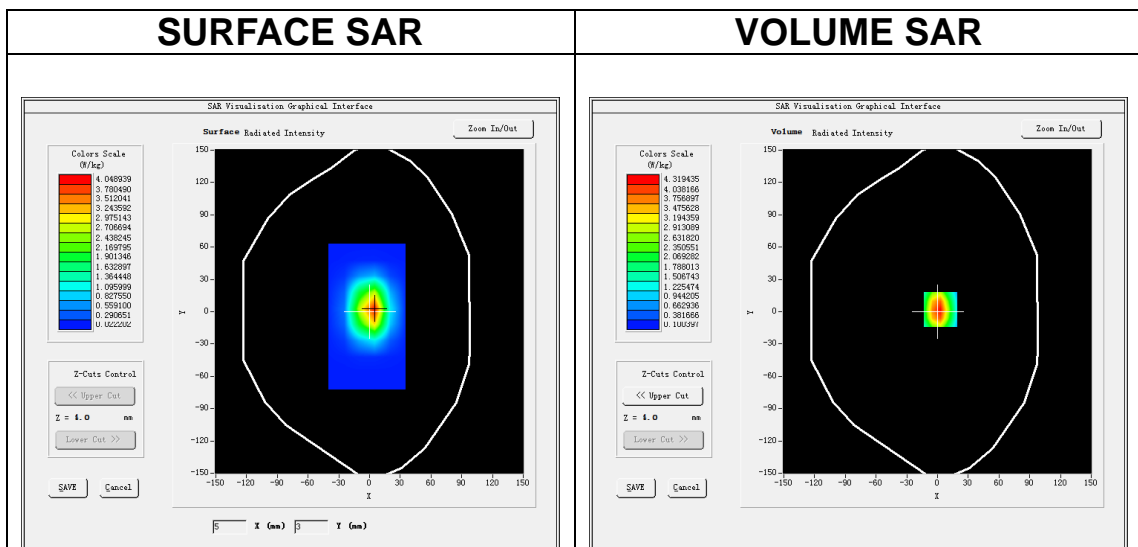 SURFACE SAR
VOLUME SAR
SAR Visualisation Graphical Interface
Surface Radiated Intensity
Zoom In/Out
Colors Scale
(W/kg)
4.048939
3.780490
3.512041
3.243592
2.975143
2.706694
2.438245
2.169795
1.901346
1.632897
1.364448
1.095999
0.827550
0.559100
0.290651
0.022202
150
120
90
60
30
0
-30
-60
-90
-120
-150
Y
-150 -120 -90 -60 -30 0 30 60 90 120 150
X
Z-Cuts Control
<< Upper Cut
Z = 4.0 mm
Lower Cut >>
SAVE
Cancel
5 X (mm) 3 Y (mm)
SAR Visualisation Graphical Interface
Volume Radiated Intensity
Zoom In/Out
Colors Scale
(W/kg)
4.319435
4.038166
3.756897
3.475628
3.194359
2.913089
2.631820
2.350551
2.069282
1.788013
1.506743
1.225474
0.944205
0.662936
0.381666
0.100397
150
120
90
60
30
0
-30
-60
-90
-120
-150
Y
-150 -120 -90 -60 -30 0 30 60 90 120 150
X
Z-Cuts Control
<< Upper Cut
Z = 4.0 mm
Lower Cut >>
SAVE
Cancel